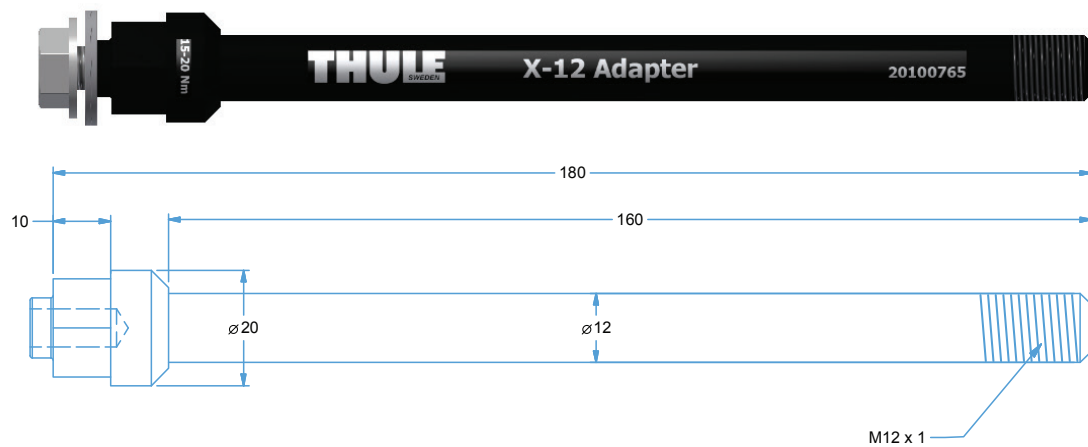 15-20 Nm
THULE
SWEDEN
X-12 Adapter
20100765
180
10
160
⌀20
⌀12
M12 x 1